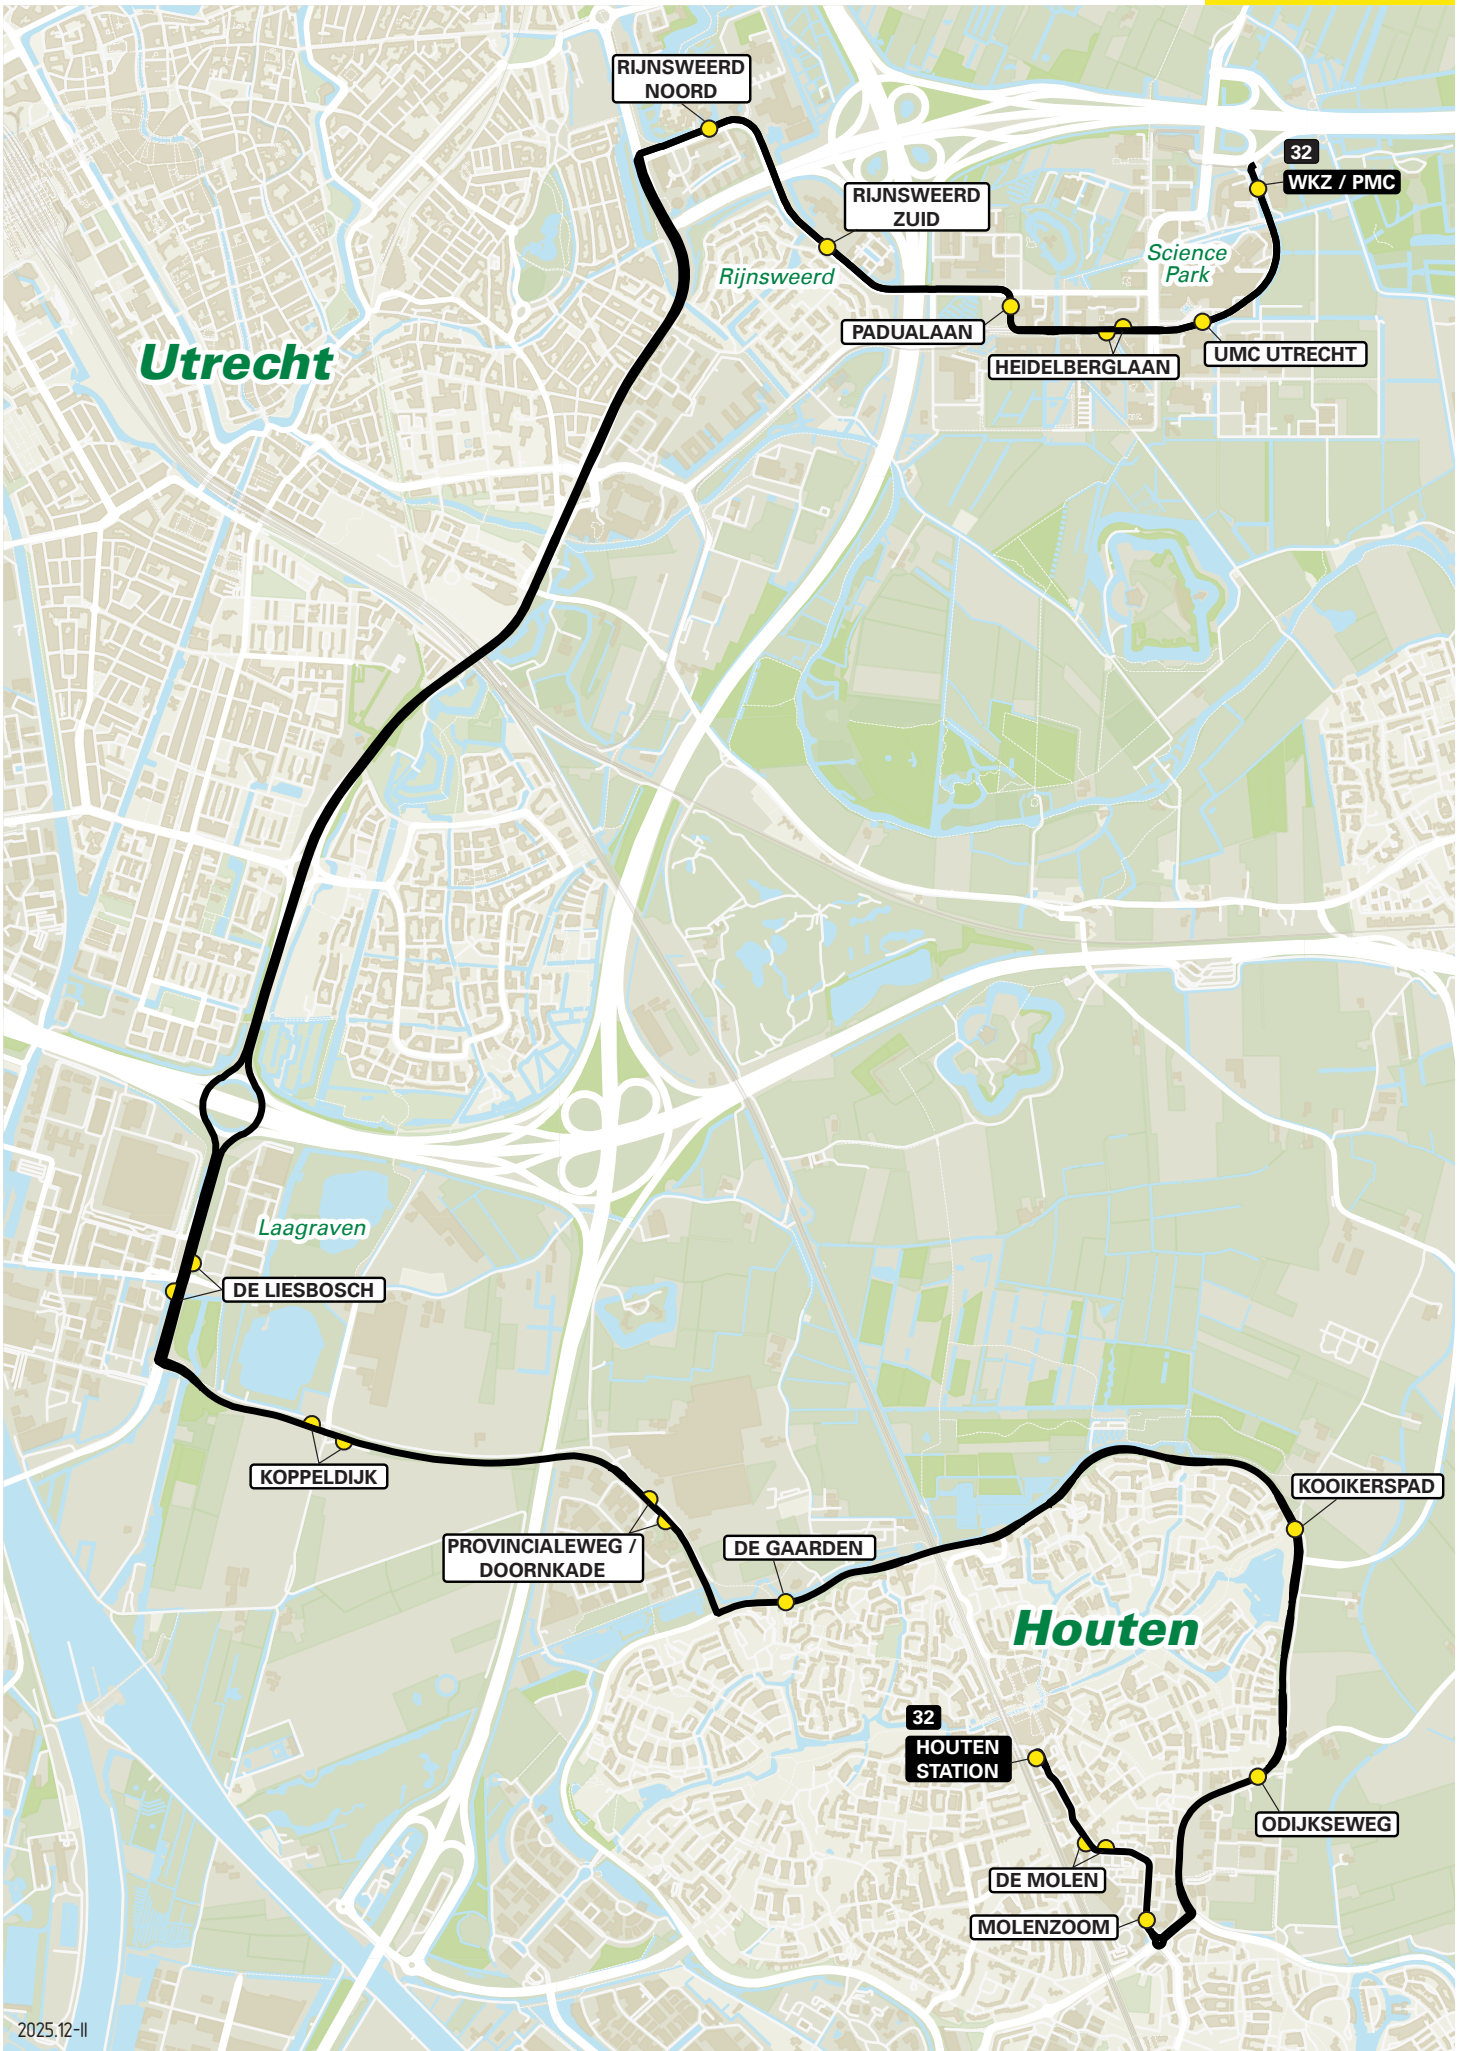 RIJNSWEERD
NOORD
32
WKZ / PMC
RIJNSWEERD
ZUID
Science
Park
Rijnsweerd
PADUALAAN
HEIDELBERGLAAN
UMC UTRECHT
Utrecht
Laagraven
DE LIESBOSCH
KOPPELDIJK
KOOIKERSPAD
PROVINCIALEWEG /
DOORNKADE
DE GAARDEN
Houten
32
HOUTEN
STATION
ODIJKSEWEG
DE MOLEN
MOLENZOOM
2025.12-II